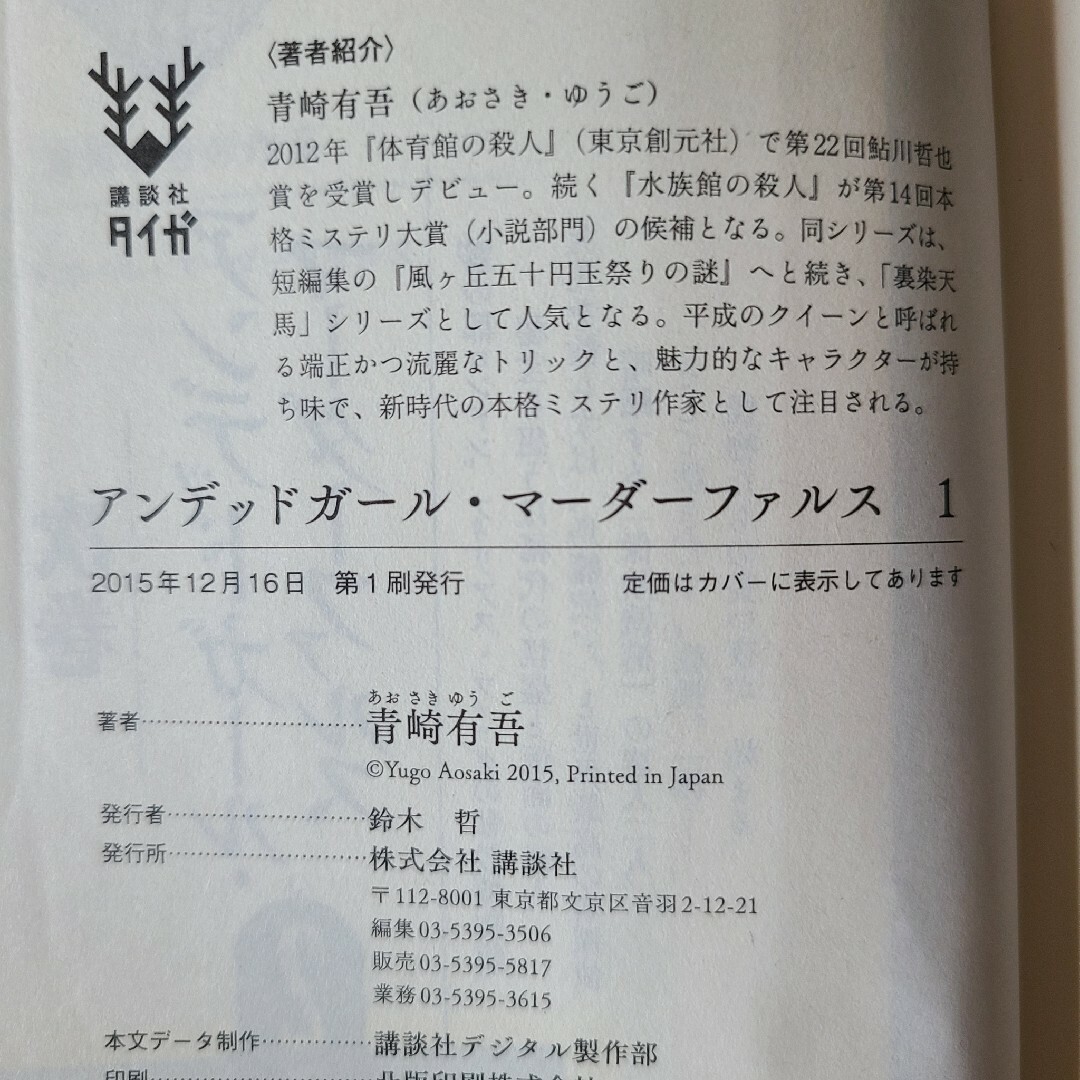 講談社
タイガ
〈著者紹介〉
青崎有吾（あおさき・ゆうご）
2012年『体育館の殺人』（東京創元社）で第22回鮎川哲也
賞を受賞しデビュー。続く『水族館の殺人』が第14回本
格ミステリ大賞（小説部門）の候補となる。同シリーズは、
短編集の『風ヶ丘五十円玉祭りの謎』へと続き、「裏染天
馬」シリーズとして人気となる。平成のクイーンと呼ばれ
る端正かつ流麗なトリックと、魅力的なキャラクターが持
ち味で、新時代の本格ミステリ作家として注目される。
アンデッドガール・マーダーファルス　1
2015年12月16日　第1刷発行　定価はカバーに表示してあります
あおさきゆうご
著者……………………青崎有吾
©Yugo Aosaki 2015, Printed in Japan
発行者……………………鈴木　哲
発行所……………………株式会社 講談社
〒112-8001 東京都文京区音羽2-12-21
編集03-5395-3506
販売03-5395-5817
業務03-5395-3615
本文データ制作……………講談社デジタル製作部
印刷……………………北版印刷株式会社